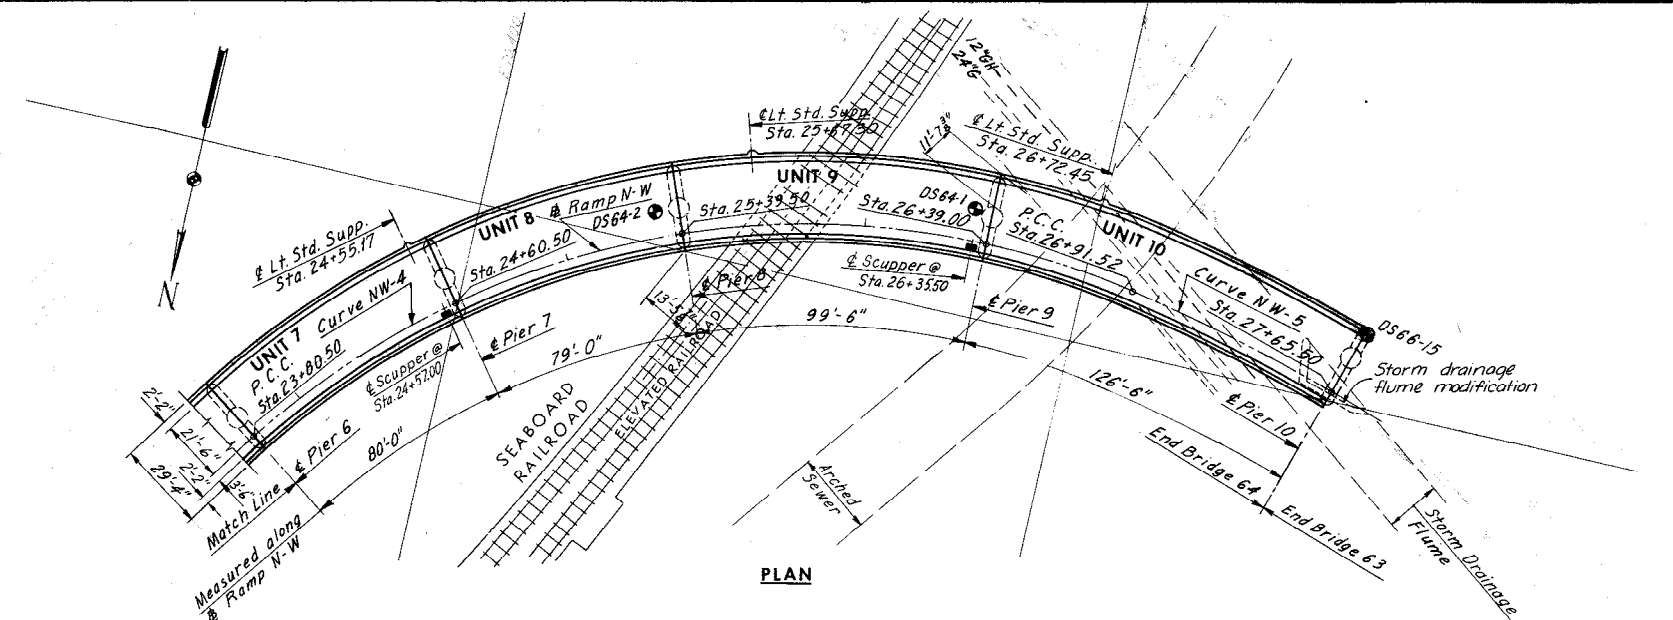 12"GH
24"G
℄ Lt. Std. Supp.
Sta. 25+67.30
11'-7¾"
℄ Lt. Std. Supp.
Sta. 26+72.45
UNIT 9
℄ Lt. Std. Supp.
Sta. 24+55.17
UNIT 8
Ramp N-W
DS64-2
Sta. 24+60.50
Sta. 25+39.50
DS64-1
Sta. 26+39.00
P.C.C.
Sta. 26+91.52
UNIT 10
N
UNIT 7
Curve NW-4
P.C.C.
Sta. 23+80.50
℄ Scupper @
Sta. 24+57.00
℄ Pier 7
℄ Pier 8
℄ Scupper @
Sta. 26+35.50
℄ Pier 9
Curve NW-5
Sta. 27+65.50
DS66-15
Storm drainage
flume modification
2'-2"
21'-6"
2'-2"
29'-4"
3'-6"
℄ Pier 6
80'-0"
79'-0"
99'-6"
126'-6"
℄ Pier 10
SEABOARD
RAILROAD
ELEVATED RAILROAD
Arched
Sewer
End Bridge 64
End Bridge 63
Storm Drainage
Flume
Match Line
Measured along
Ramp N-W
PLAN